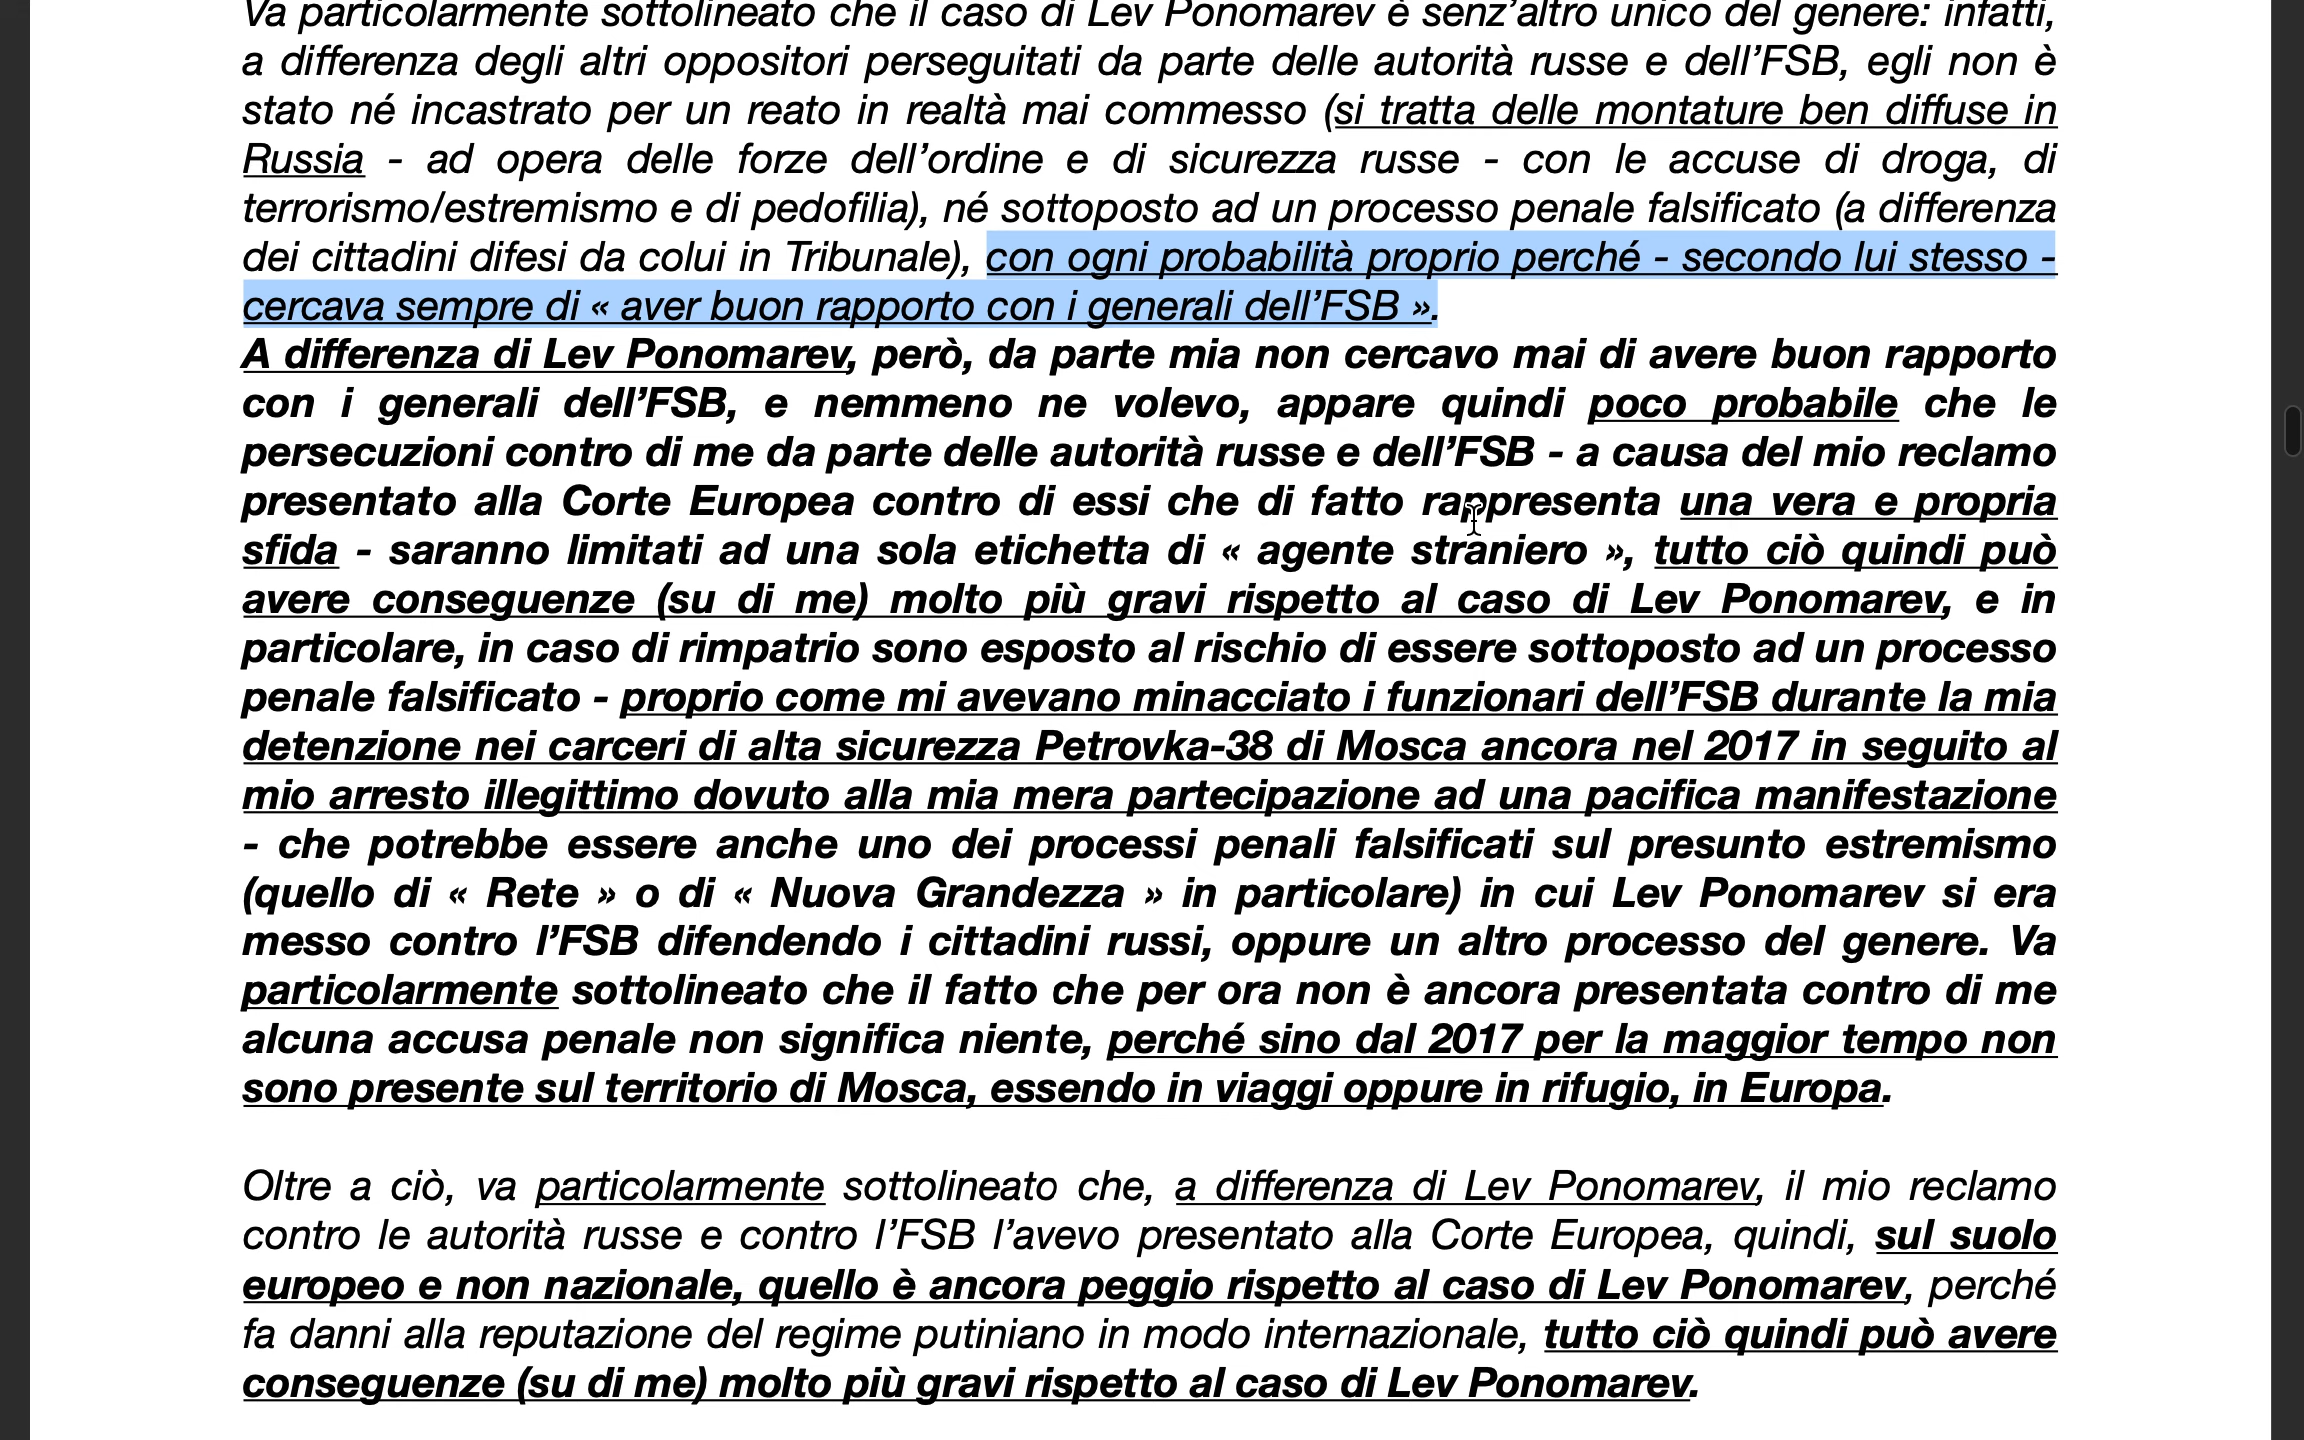 Va particolarmente sottolineato che il caso di Lev Ponomarev è senz’altro unico del genere: infatti,
a differenza degli altri oppositori perseguitati da parte delle autorità russe e dell’FSB, egli non è
stato né incastrato per un reato in realtà mai commesso (si tratta delle montature ben diffuse in
Russia - ad opera delle forze dell’ordine e di sicurezza russe - con le accuse di droga, di
terrorismo/estremismo e di pedofilia), né sottoposto ad un processo penale falsificato (a differenza
dei cittadini difesi da colui in Tribunale), con ogni probabilità proprio perché - secondo lui stesso -
cercava sempre di « aver buon rapporto con i generali dell’FSB ».
A differenza di Lev Ponomarev, però, da parte mia non cercavo mai di avere buon rapporto
con i generali dell’FSB, e nemmeno ne volevo, appare quindi poco probabile che le
persecuzioni contro di me da parte delle autorità russe e dell’FSB - a causa del mio reclamo
presentato alla Corte Europea contro di essi che di fatto rappresenta una vera e propria
sfida - saranno limitati ad una sola etichetta di « agente straniero », tutto ciò quindi può
avere conseguenze (su di me) molto più gravi rispetto al caso di Lev Ponomarev, e in
particolare, in caso di rimpatrio sono esposto al rischio di essere sottoposto ad un processo
penale falsificato - proprio come mi avevano minacciato i funzionari dell’FSB durante la mia
detenzione nei carceri di alta sicurezza Petrovka-38 di Mosca ancora nel 2017 in seguito al
mio arresto illegittimo dovuto alla mia mera partecipazione ad una pacifica manifestazione
- che potrebbe essere anche uno dei processi penali falsificati sul presunto estremismo
(quello di « Rete » o di « Nuova Grandezza » in particolare) in cui Lev Ponomarev si era
messo contro l’FSB difendendo i cittadini russi, oppure un altro processo del genere. Va
particolarmente sottolineato che il fatto che per ora non è ancora presentata contro di me
alcuna accusa penale non significa niente, perché sino dal 2017 per la maggior tempo non
sono presente sul territorio di Mosca, essendo in viaggi oppure in rifugio, in Europa.
Oltre a ciò, va particolarmente sottolineato che, a differenza di Lev Ponomarev, il mio reclamo
contro le autorità russe e contro l’FSB l’avevo presentato alla Corte Europea, quindi, sul suolo
europeo e non nazionale, quello è ancora peggio rispetto al caso di Lev Ponomarev, perché
fa danni alla reputazione del regime putiniano in modo internazionale, tutto ciò quindi può avere
conseguenze (su di me) molto più gravi rispetto al caso di Lev Ponomarev.